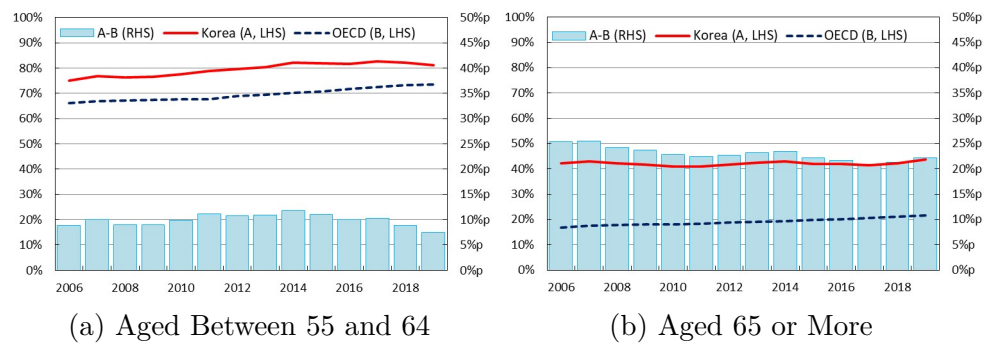 A-B (RHS) Korea (A, LHS) OECD (B, LHS)
100% 50%p
90% 45%p
80% 40%p
70% 35%p
60% 30%p
50% 25%p
40% 20%p
30% 15%p
20% 10%p
10% 5%p
0% 0%p
2006 2008 2010 2012 2014 2016 2018
(a) Aged Between 55 and 64
A-B (RHS) Korea (A, LHS) OECD (B, LHS)
100% 50%p
90% 45%p
80% 40%p
70% 35%p
60% 30%p
50% 25%p
40% 20%p
30% 15%p
20% 10%p
10% 5%p
0% 0%p
2006 2008 2010 2012 2014 2016 2018
(b) Aged 65 or More